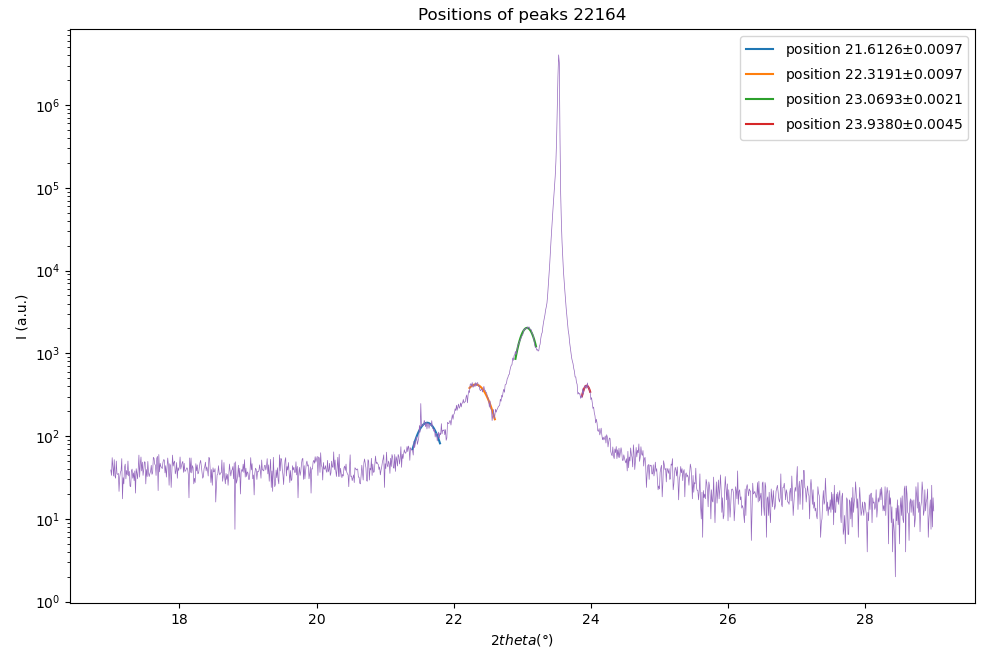 Positions of peaks 22164
position 21.6126±0.0097
position 22.3191±0.0097
position 23.0693±0.0021
position 23.9380±0.0045
I (a.u.)
10⁶
10⁵
10⁴
10³
10²
10¹
10⁰
18 20 22 24 26 28
2theta(°)